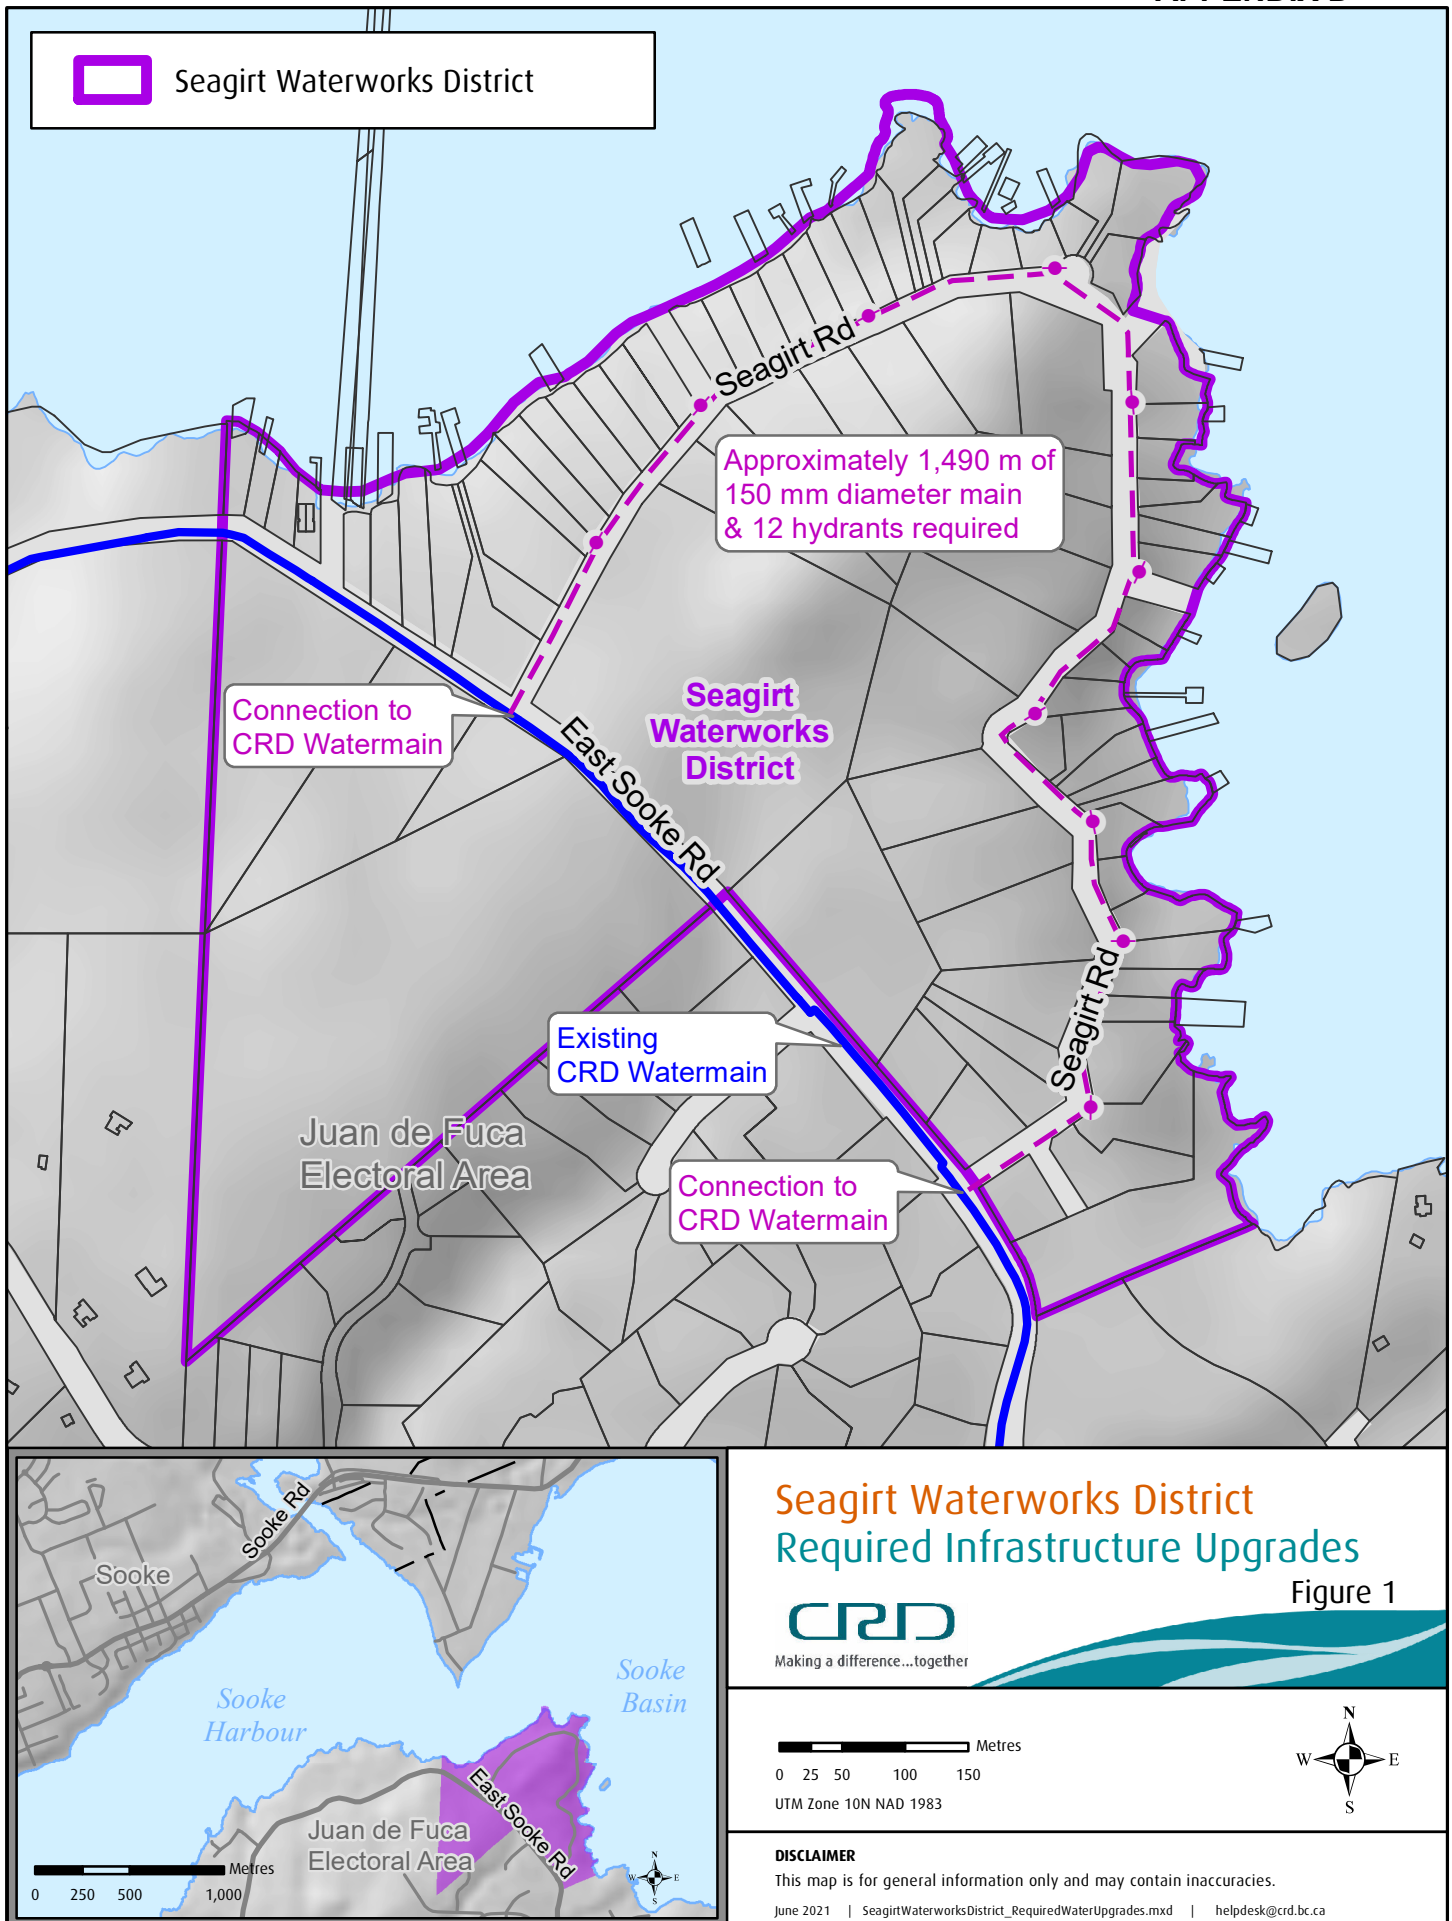 Seagirt Waterworks District
Seagirt Rd
Approximately 1,490 m of
150 mm diameter main
& 12 hydrants required
Connection to
CRD Watermain
Seagirt
Waterworks
District
East Sooke Rd
Seagirt Rd
Existing
CRD Watermain
Juan de Fuca
Electoral Area
Connection to
CRD Watermain
Sooke Rd
Sooke
Sooke
Harbour
Sooke
Basin
East Sooke Rd
Juan de Fuca
Electoral Area
Metres
0 250 500 1,000
N
W E
S
Seagirt Waterworks District
Required Infrastructure Upgrades
Figure 1
CRD
Making a difference...together
Metres
0 25 50 100 150
UTM Zone 10N NAD 1983
N
W E
S
DISCLAIMER
This map is for general information only and may contain inaccuracies.
June 2021 | SeagirtWaterworksDistrict_RequiredWaterUpgrades.mxd | helpdesk@crd.bc.ca